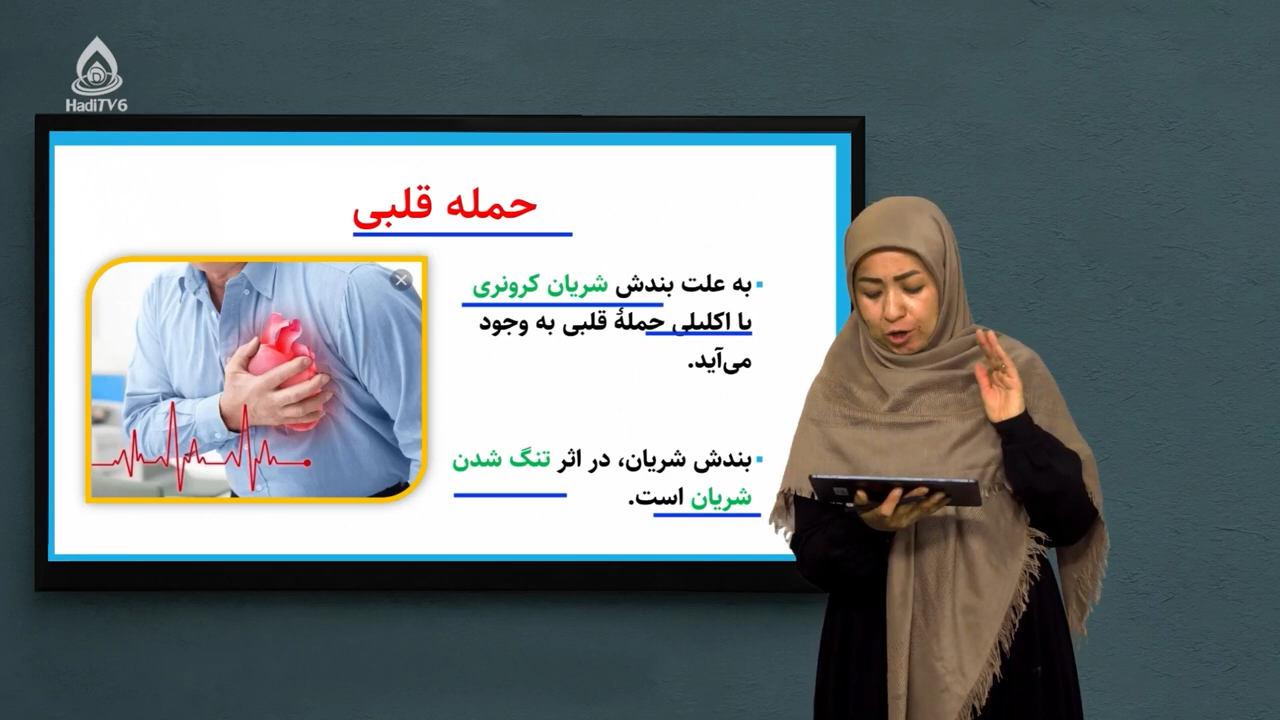 HadiTV6
حمله قلبی
به علت بندش شریان کرونری
یا اکلیلی حملهٔ قلبی به وجود
می‌آید.
بندش شریان، در اثر تنگ شدن
شریان است.